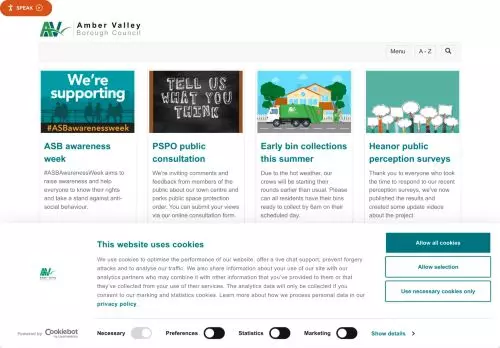 SPEAK
Amber Valley
Borough Council
Menu
A - Z
We're
supporting
#ASBawarenessweek
TELL US
WHAT YOU
THINK
ASB awareness
week
#ASBAwarenessWeek aims to
raise awareness and help
everyone to know their rights
and take a stand against anti-
social behaviour.
PSPO public
consultation
We're inviting comments and
feedback from members of the
public about our town centre and
parks public space protection
order. You can submit your views
via our online consultation form.
Early bin collections
this summer
Due to the hot weather, our
crews will be starting their
rounds earlier than usual. Please
can all residents have their bins
ready to collect by 6am on their
scheduled day.
Heanor public
perception surveys
Thank you to everyone who took
the time to respond to our recent
perception surveys, we've now
published the results and
created some update videos
about the project
This website uses cookies
We use cookies to optimise the performance of our website, offer a live chat-support, prevent forgery
attacks and to analyse our traffic. We also share information about your use of our site with our
analytics partners who may combine it with other information that you've provided to them or that
they've collected from your use of their services. The analytics data will only be collected if you
consent to our marking and statistics cookies. Learn more about how we process personal data in our
privacy policy.
Allow all cookies
Allow selection
Use necessary cookies only
Powered by Cookiebot
by Usercentrics
Necessary
Preferences
Statistics
Marketing
Show details